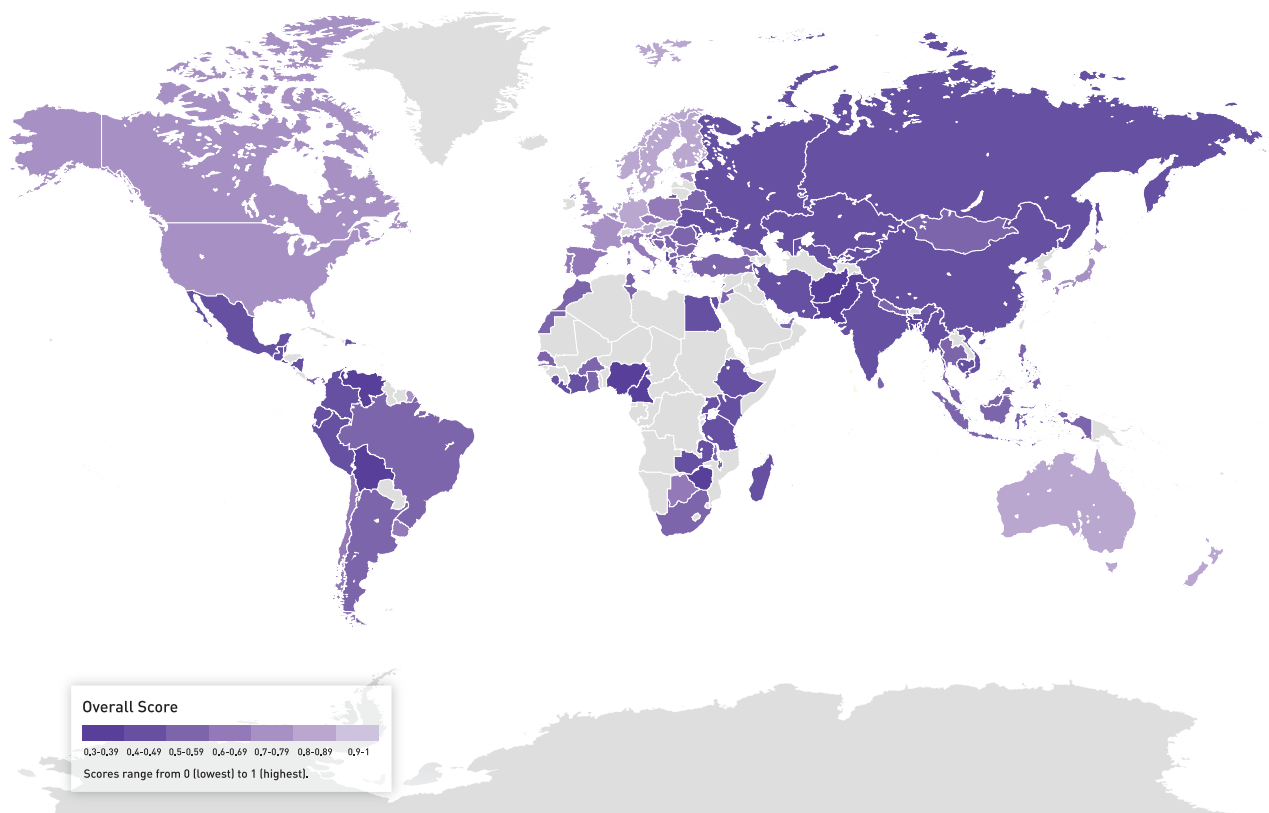 Overall Score
0.3-0.39 0.4-0.49 0.5-0.59 0.6-0.69 0.7-0.79 0.8-0.89 0.9-1
Scores range from 0 (lowest) to 1 (highest).